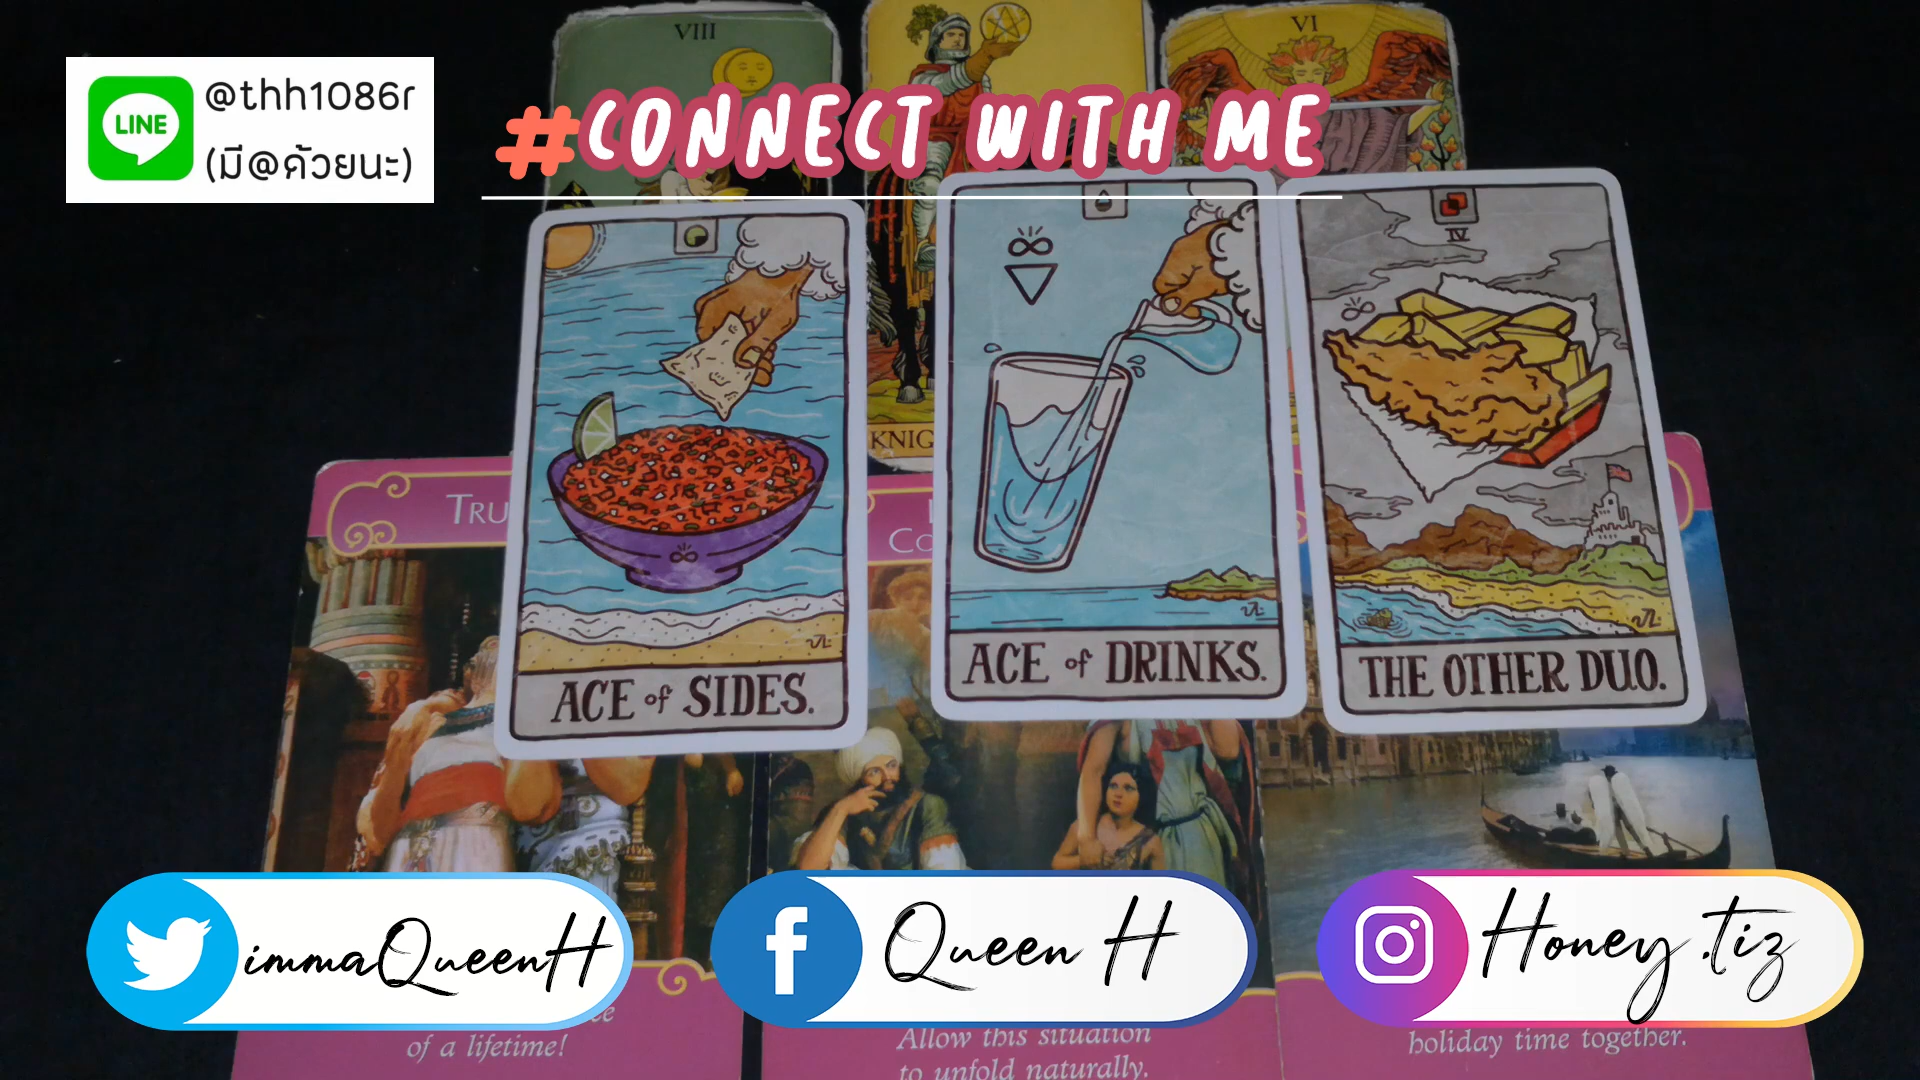 VIII
VI
LINE
@thh1086r
(มี@ด้วยนะ)
#CONNECT WITH ME
IV
KNIG
TRU
CO
ACE of SIDES.
ACE of DRINKS.
THE OTHER DUO.
immaQueenH
Queen H
Honey.tiz
of a lifetime!
Allow this situation
to unfold naturally.
holiday time together.